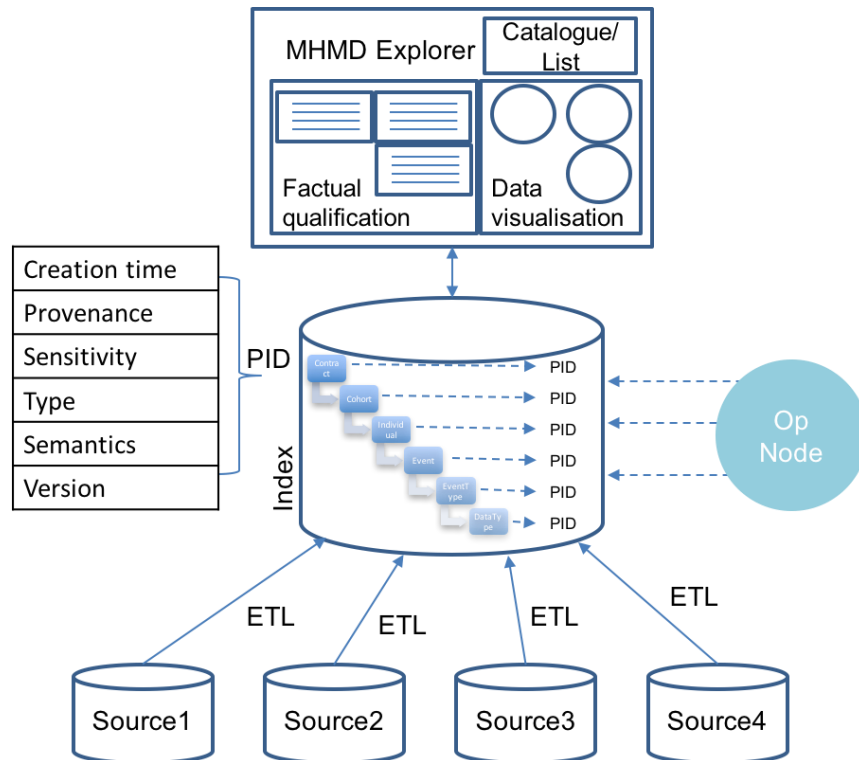 MHMD Explorer
Catalogue/
List
Factual
qualification
Data
visualisation
Creation time
Provenance
Sensitivity
Type
Semantics
Version
PID
Index
Contra
ct
PID
Cohort
PID
Individ
ual
PID
Event
PID
EventT
ype
PID
DataTy
pe
PID
Op
Node
ETL
ETL
ETL
ETL
Source1
Source2
Source3
Source4